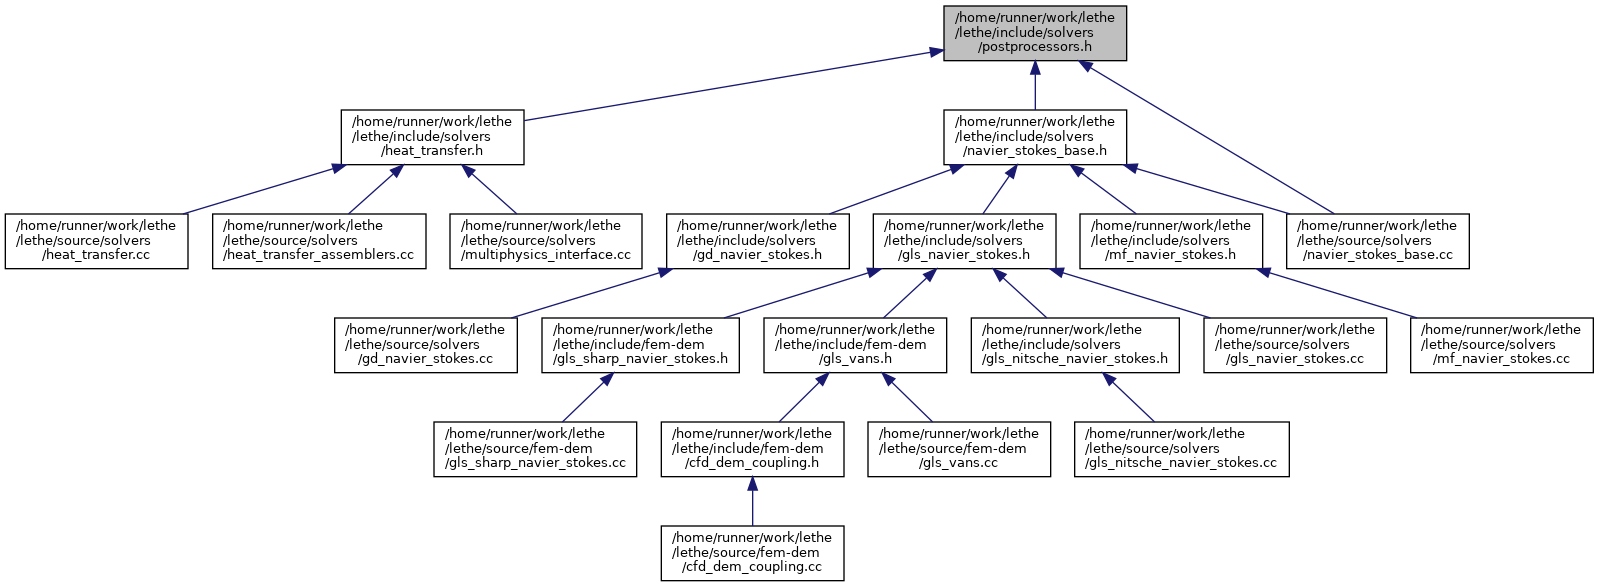 /home/runner/work/lethe
/lethe/include/solvers
/postprocessors.h
/home/runner/work/lethe
/lethe/include/solvers
/heat_transfer.h
/home/runner/work/lethe
/lethe/include/solvers
/navier_stokes_base.h
/home/runner/work/lethe
/lethe/source/solvers
/heat_transfer.cc
/home/runner/work/lethe
/lethe/source/solvers
/heat_transfer_assemblers.cc
/home/runner/work/lethe
/lethe/source/solvers
/multiphysics_interface.cc
/home/runner/work/lethe
/lethe/include/solvers
/gd_navier_stokes.h
/home/runner/work/lethe
/lethe/include/solvers
/gls_navier_stokes.h
/home/runner/work/lethe
/lethe/include/solvers
/mf_navier_stokes.h
/home/runner/work/lethe
/lethe/source/solvers
/navier_stokes_base.cc
/home/runner/work/lethe
/lethe/source/solvers
/gd_navier_stokes.cc
/home/runner/work/lethe
/lethe/include/fem-dem
/gls_sharp_navier_stokes.h
/home/runner/work/lethe
/lethe/include/fem-dem
/gls_vans.h
/home/runner/work/lethe
/lethe/include/solvers
/gls_nitsche_navier_stokes.h
/home/runner/work/lethe
/lethe/source/solvers
/gls_navier_stokes.cc
/home/runner/work/lethe
/lethe/source/solvers
/mf_navier_stokes.cc
/home/runner/work/lethe
/lethe/source/fem-dem
/gls_sharp_navier_stokes.cc
/home/runner/work/lethe
/lethe/include/fem-dem
/cfd_dem_coupling.h
/home/runner/work/lethe
/lethe/source/fem-dem
/gls_vans.cc
/home/runner/work/lethe
/lethe/source/solvers
/gls_nitsche_navier_stokes.cc
/home/runner/work/lethe
/lethe/source/fem-dem
/cfd_dem_coupling.cc